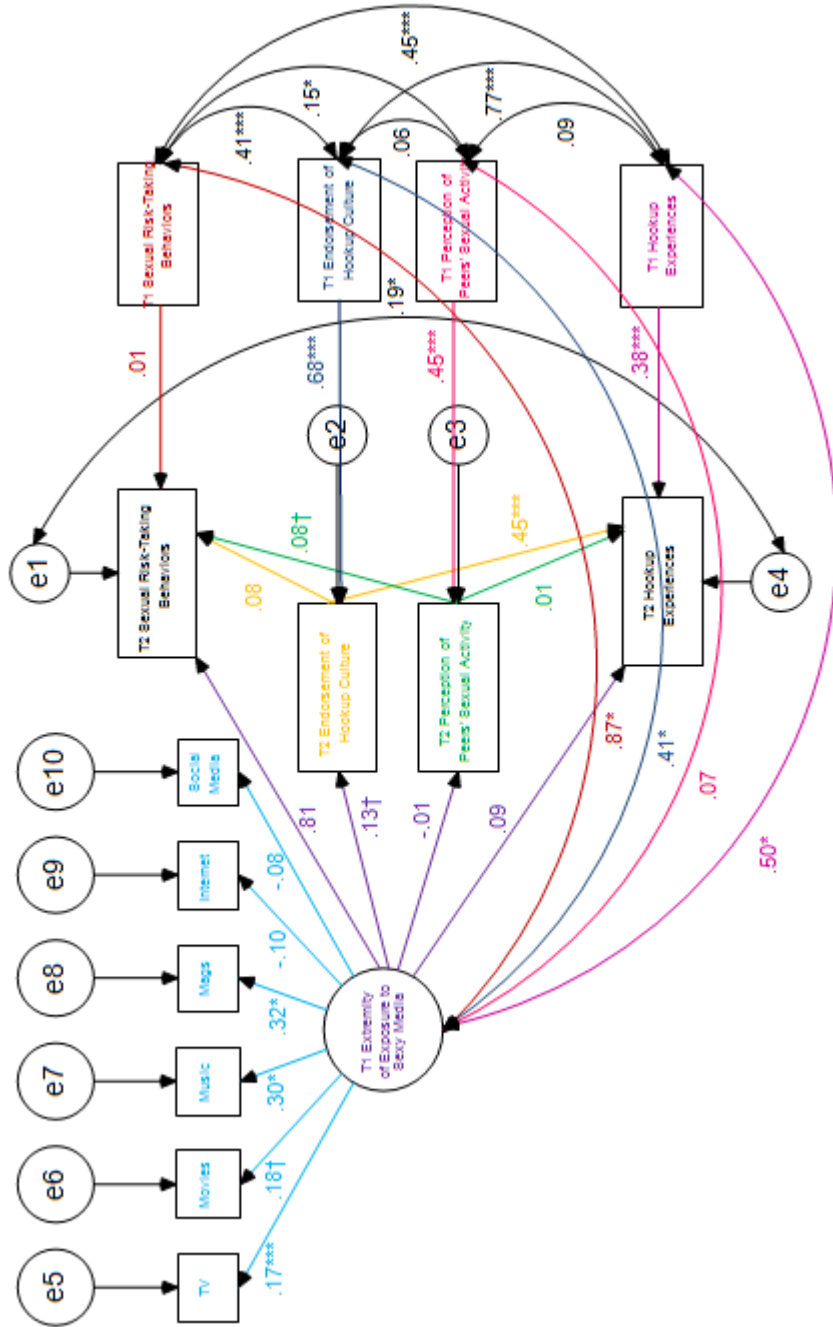 e5
e6
e7
e8
e9
e10
e1
TV
Movies
Music
Mags
Internet
Social
Media
T2 Sexual Risk-Taking
Behaviors
T1 Sexual Risk-Taking
Behaviors
.17***
.18†
.30*
.32*
-.10
-.08
.81
.08
.08†
.01
.41***
.15*
.45***
T1 Extremity
of Exposure to
Sexy Media
.13†
T2 Endorsement of
Hookup Culture
e2
.68***
T1 Endorsement of
Hookup Culture
.19*
.06
-.01
T2 Perception of
Peers' Sexual Activity
e3
.45***
T1 Perception of
Peers' Sexual Activity
.77***
.09
.09
.01
.45***
T2 Hookup
Experiences
.38***
T1 Hookup
Experiences
.87*
.41*
.07
.50*
e4